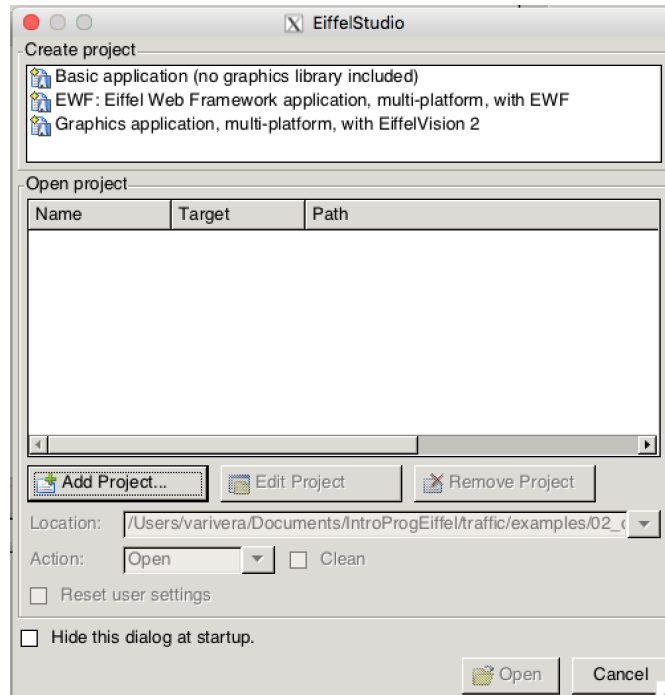 EiffelStudio
Create project
Basic application (no graphics library included)
EWF: Eiffel Web Framework application, multi-platform, with EWF
Graphics application, multi-platform, with EiffelVision 2
Open project
Name Target Path
Add Project... Edit Project Remove Project
Location: /Users/varivera/Documents/IntroProgEiffel/traffic/examples/02_
Action: Open Clean
Reset user settings
Hide this dialog at startup.
Open Cancel